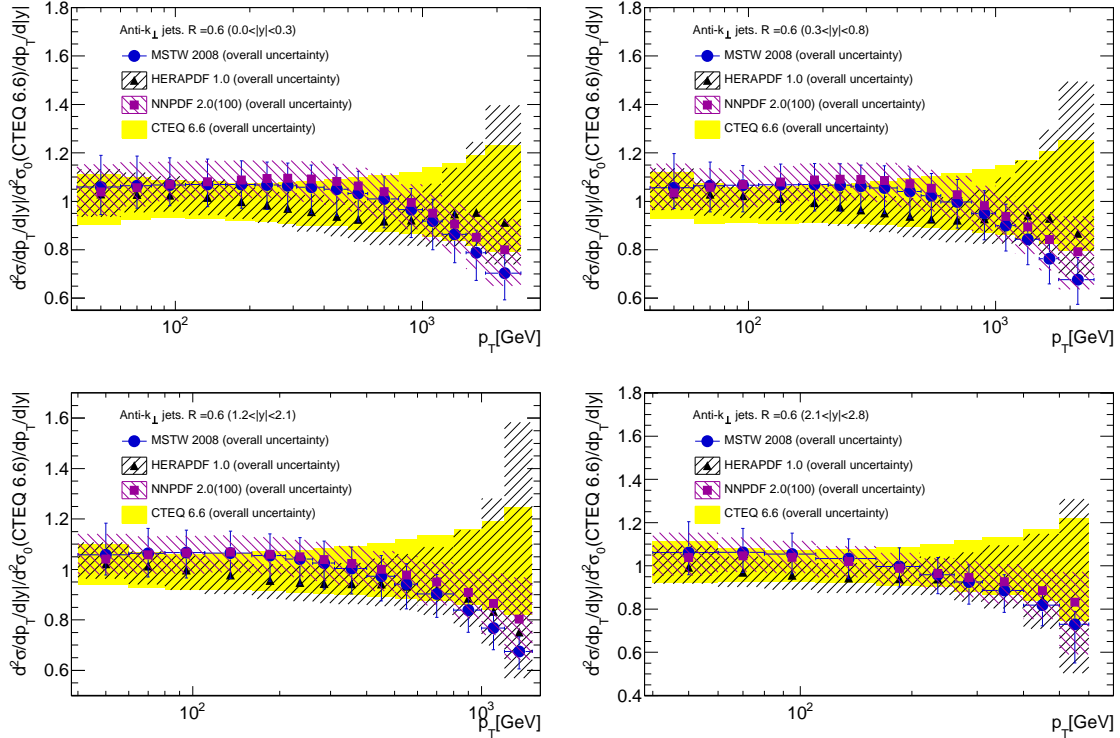 d²σ/dp_T/d|y|/d²σ₀(CTEQ 6.6)/dp_T/d|y|
1.8
1.6
1.4
1.2
1
0.8
0.6
Anti-k⊥ jets. R =0.6 (0.0<|y|<0.3)
MSTW 2008 (overall uncertainty)
HERAPDF 1.0 (overall uncertainty)
NNPDF 2.0(100) (overall uncertainty)
CTEQ 6.6 (overall uncertainty)
10²
10³
p_T[GeV]
d²σ/dp_T/d|y|/d²σ₀(CTEQ 6.6)/dp_T/d|y|
1.8
1.6
1.4
1.2
1
0.8
0.6
Anti-k⊥ jets. R =0.6 (0.3<|y|<0.8)
MSTW 2008 (overall uncertainty)
HERAPDF 1.0 (overall uncertainty)
NNPDF 2.0(100) (overall uncertainty)
CTEQ 6.6 (overall uncertainty)
10²
10³
p_T[GeV]
d²σ/dp_T/d|y|/d²σ₀(CTEQ 6.6)/dp_T/d|y|
1.6
1.4
1.2
1
0.8
0.6
Anti-k⊥ jets. R =0.6 (1.2<|y|<2.1)
MSTW 2008 (overall uncertainty)
HERAPDF 1.0 (overall uncertainty)
NNPDF 2.0(100) (overall uncertainty)
CTEQ 6.6 (overall uncertainty)
10²
10³
p_T[GeV]
d²σ/dp_T/d|y|/d²σ₀(CTEQ 6.6)/dp_T/d|y|
1.8
1.6
1.4
1.2
1
0.8
0.6
0.4
Anti-k⊥ jets. R =0.6 (2.1<|y|<2.8)
MSTW 2008 (overall uncertainty)
HERAPDF 1.0 (overall uncertainty)
NNPDF 2.0(100) (overall uncertainty)
CTEQ 6.6 (overall uncertainty)
10²
p_T[GeV]